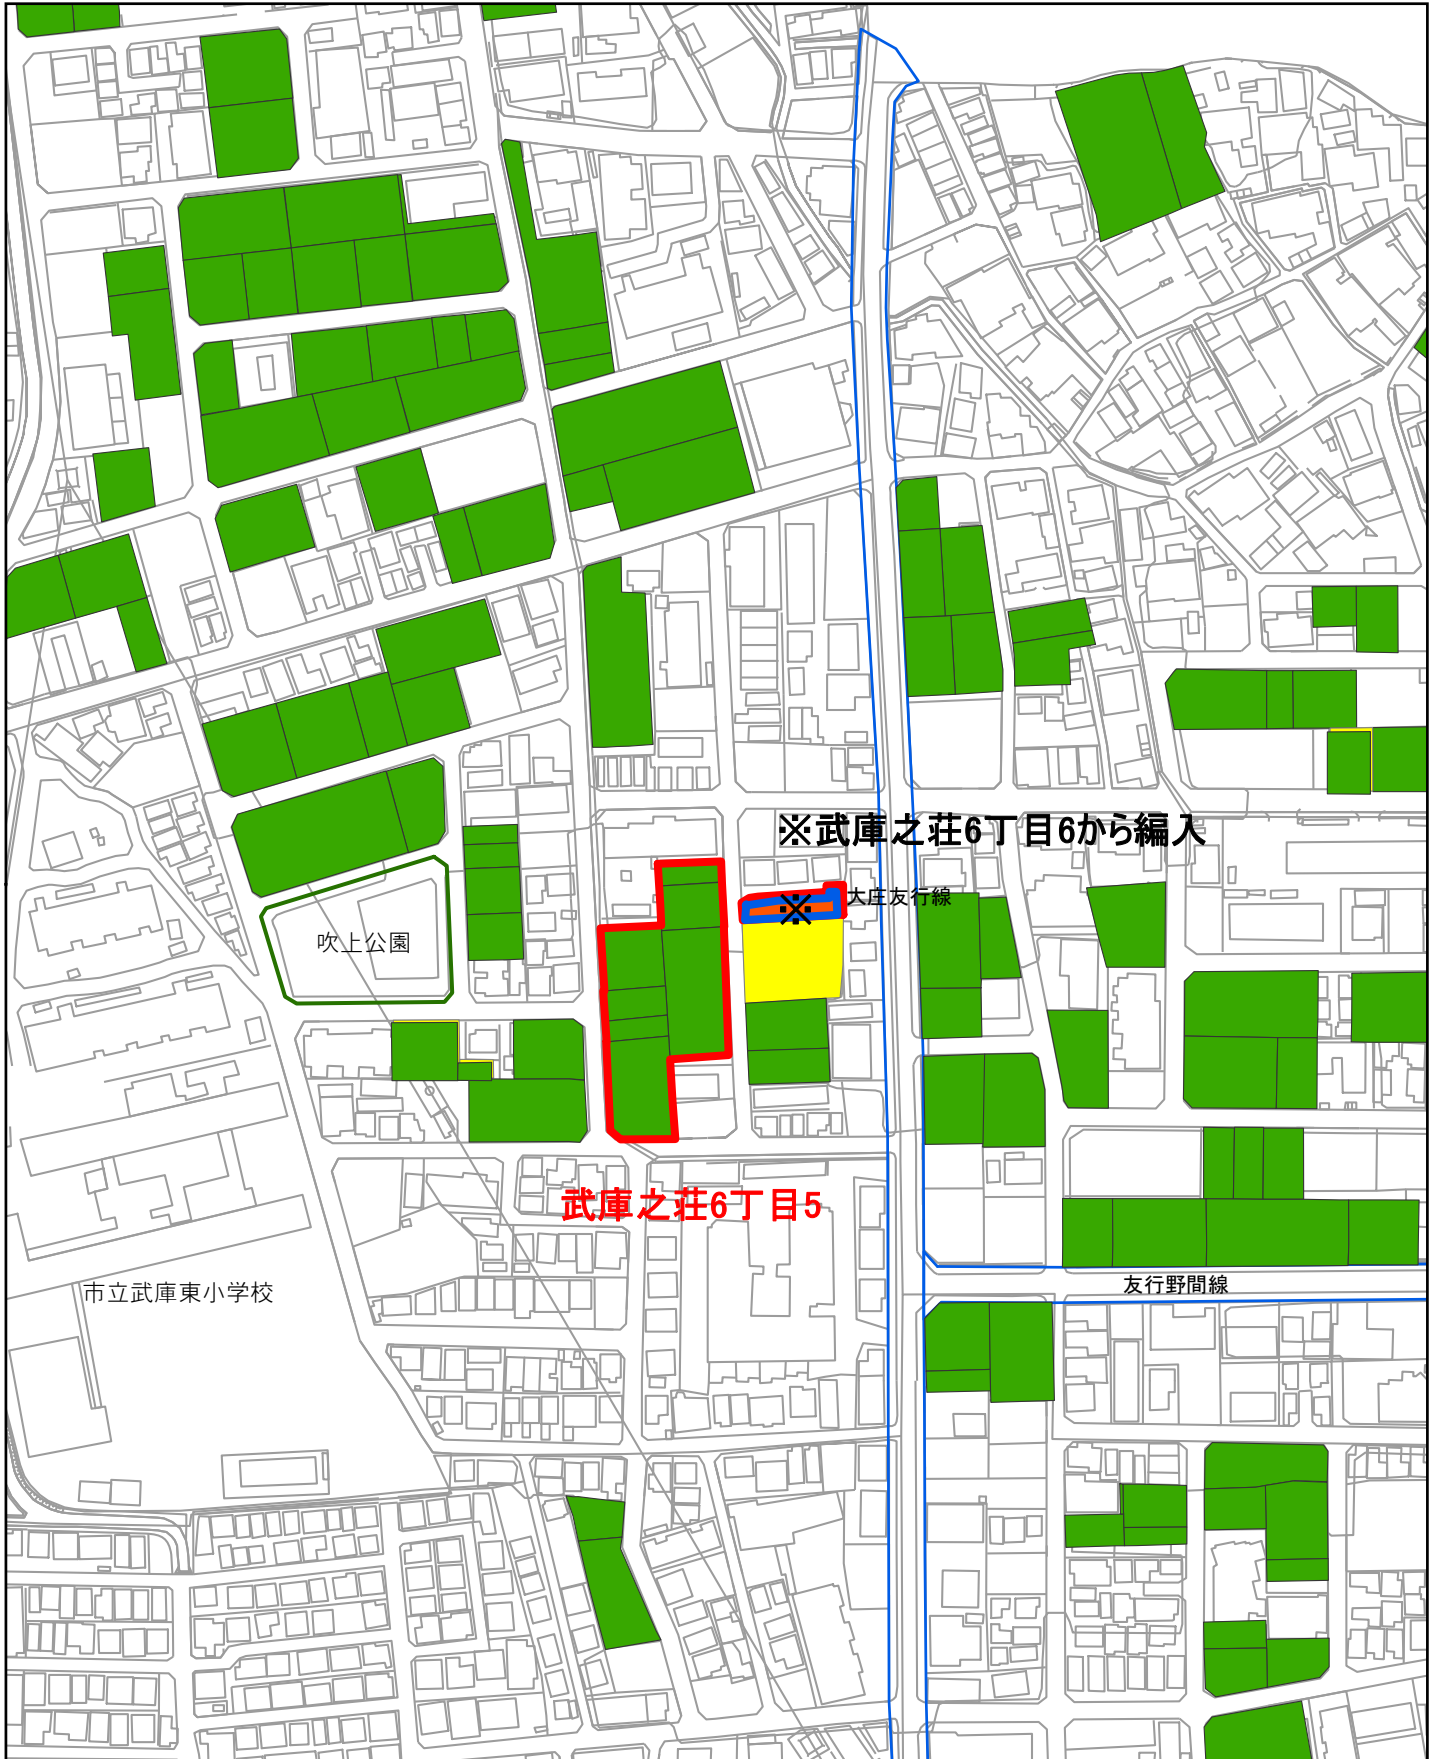 ※武庫之荘6丁目6から編入
大庄友行線
※
吹上公園
武庫之荘6丁目5
市立武庫東小学校
友行野間線